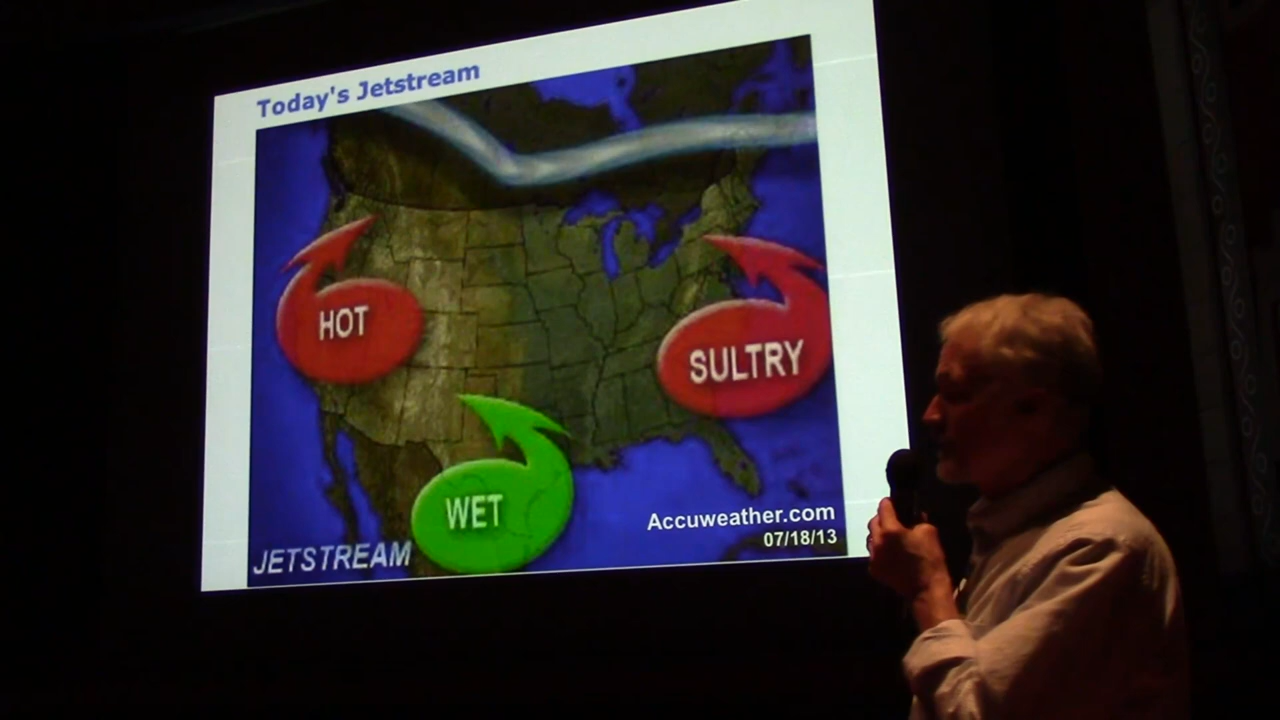 Today's Jetstream
HOT
SULTRY
WET
Accuweather.com
07/18/13
JETSTREAM